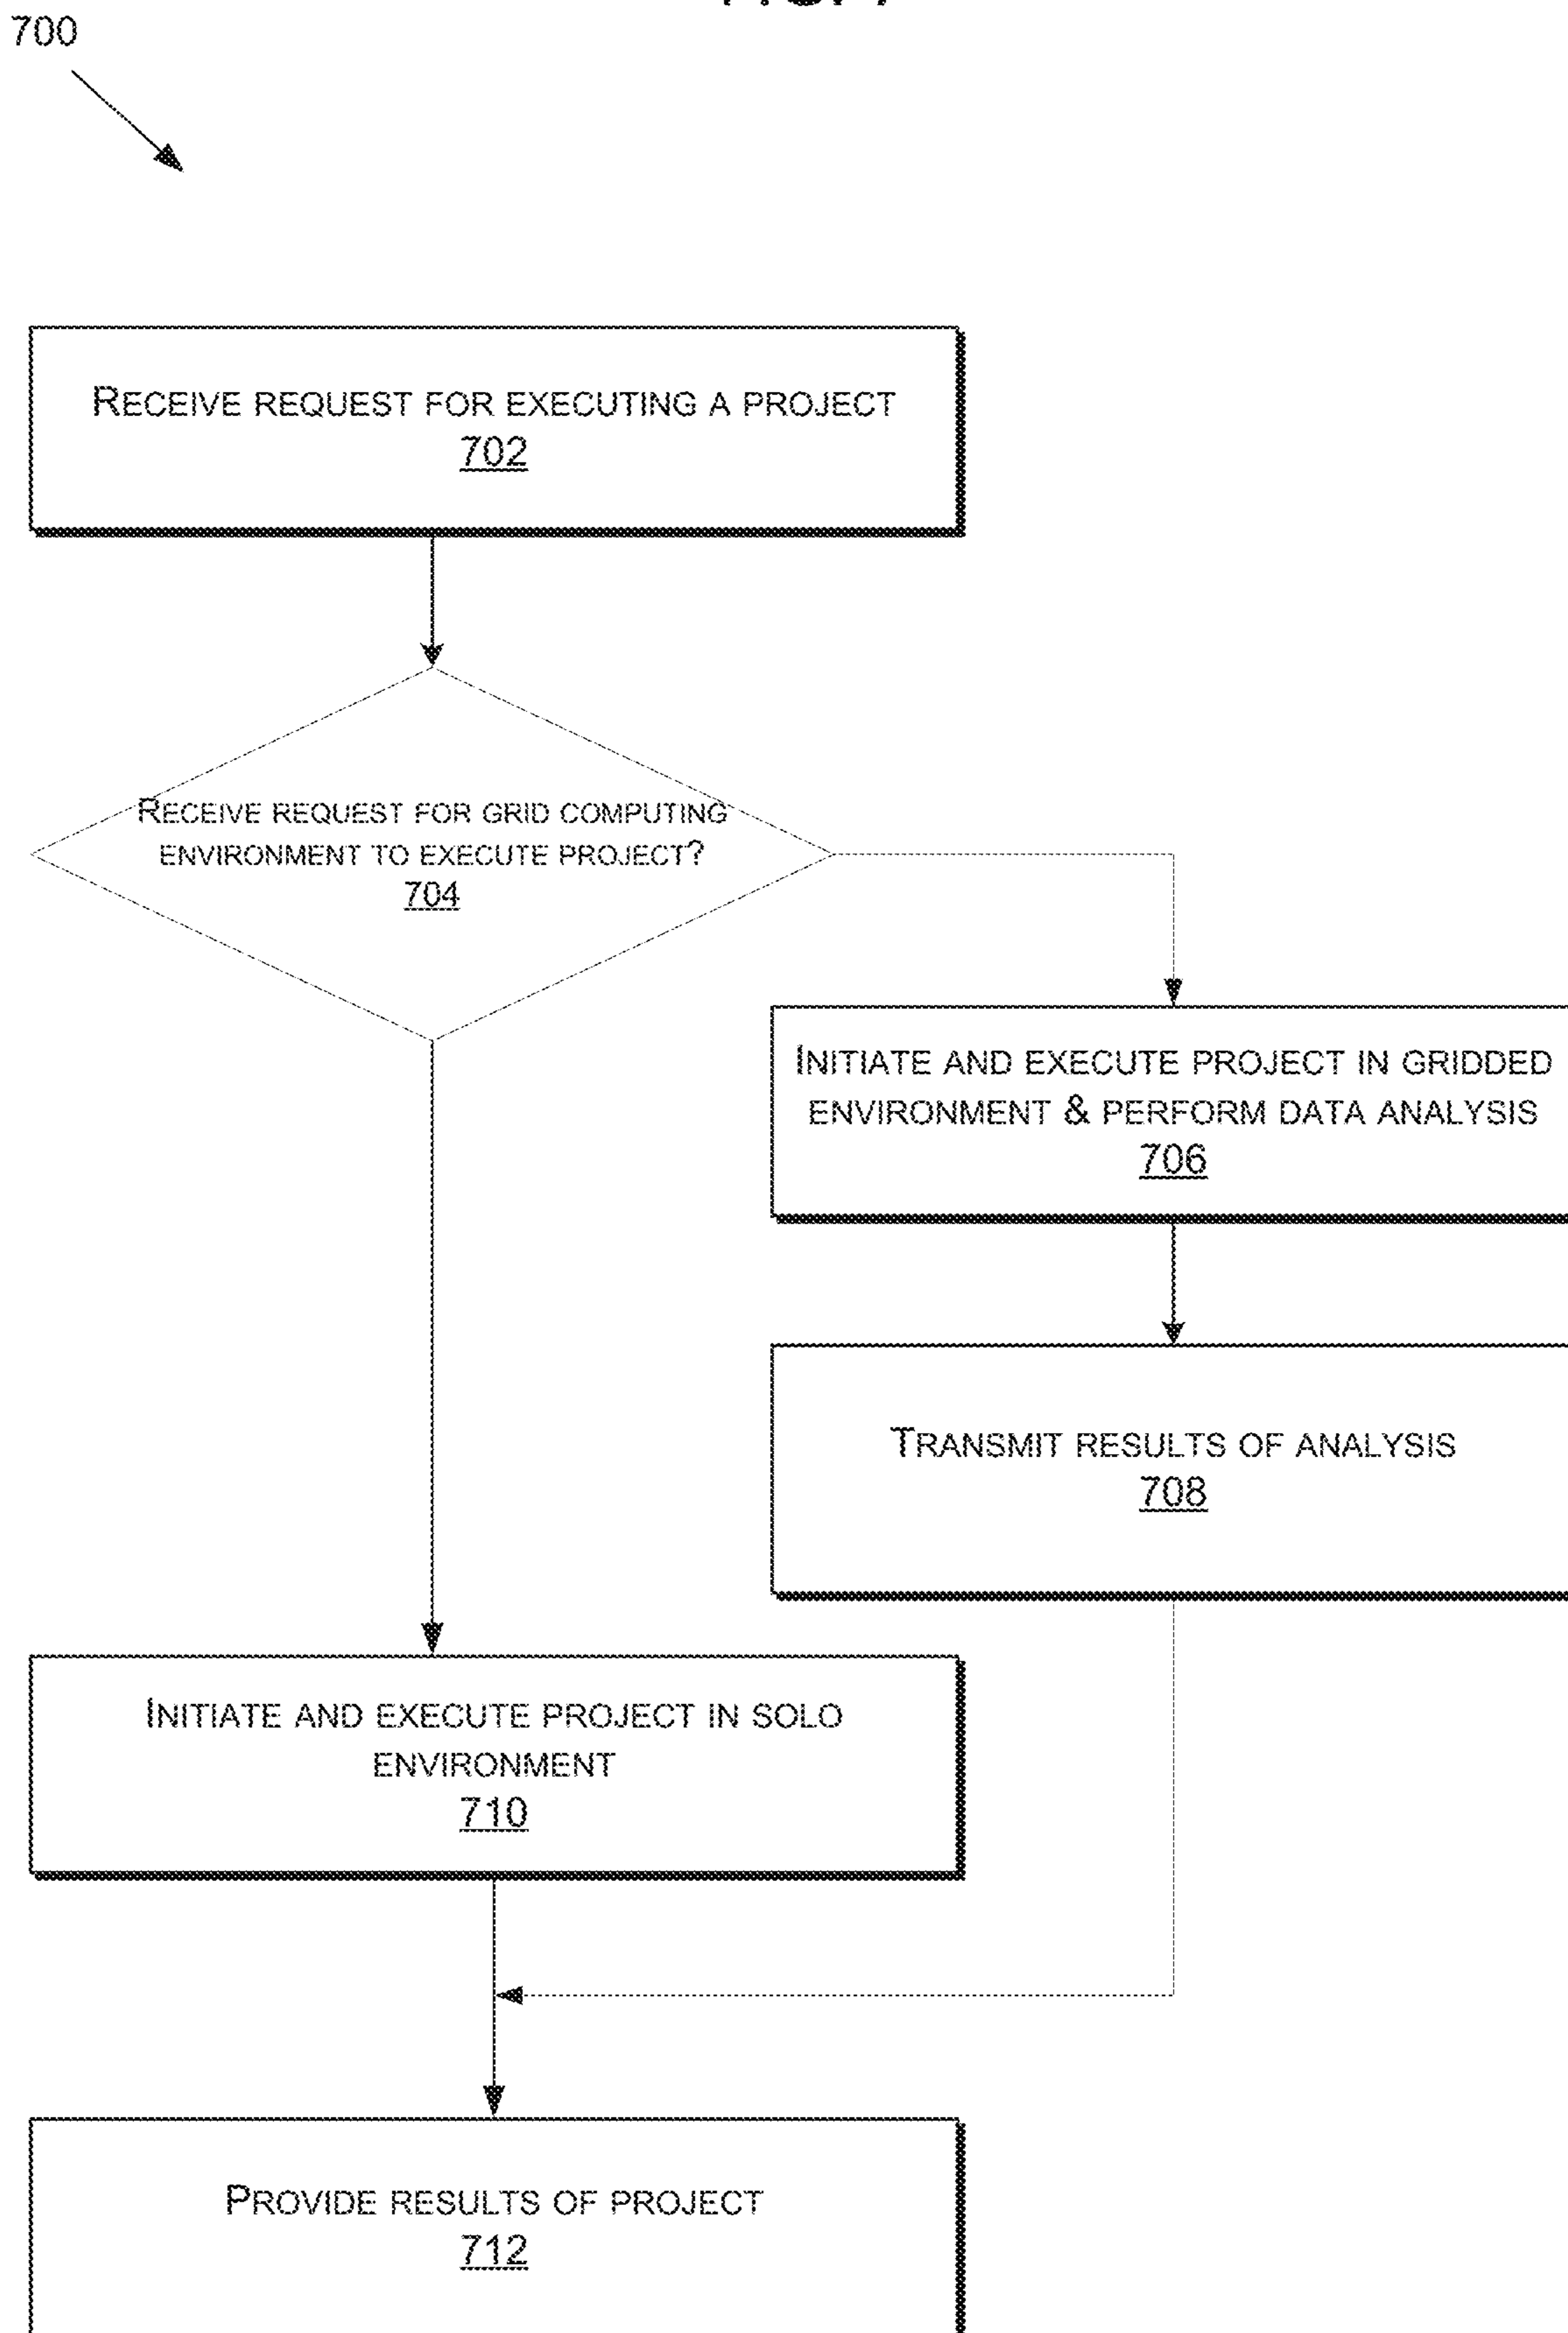 700
RECEIVE REQUEST FOR EXECUTING A PROJECT
702
RECEIVE REQUEST FOR GRID COMPUTING
ENVIRONMENT TO EXECUTE PROJECT?
704
INITIATE AND EXECUTE PROJECT IN GRIDDED
ENVIRONMENT & PERFORM DATA ANALYSIS
706
TRANSMIT RESULTS OF ANALYSIS
708
INITIATE AND EXECUTE PROJECT IN SOLO
ENVIRONMENT
710
PROVIDE RESULTS OF PROJECT
712